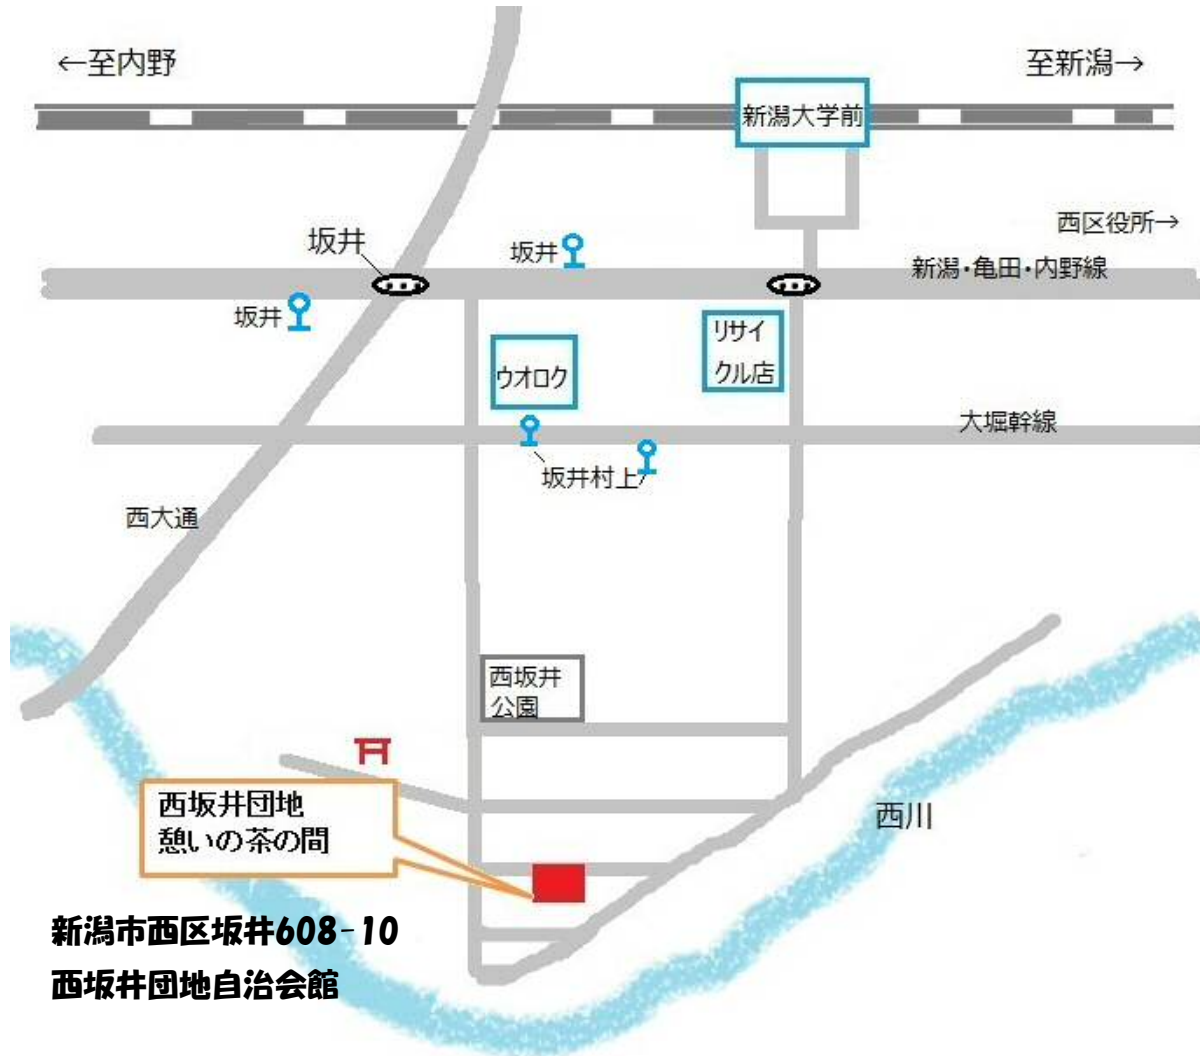 ←至内野
至新潟→
新潟大学前
西区役所→
坂井
坂井
新潟・亀田・内野線
坂井
リサイ
クル店
ウオロク
大堀幹線
坂井村上
西大通
西坂井
公園
西坂井団地
憩いの茶の間
西川
新潟市西区坂井608-10
西坂井団地自治会館